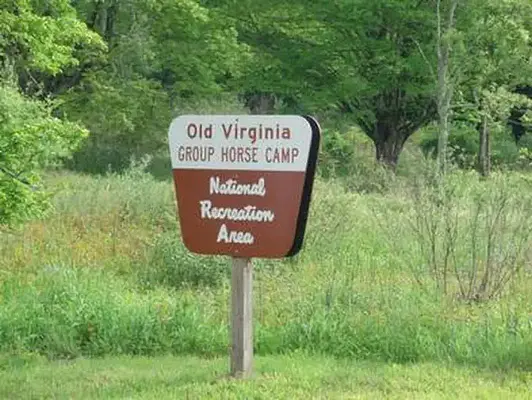 Old Virginia
GROUP HORSE CAMP
National
Recreation
Area